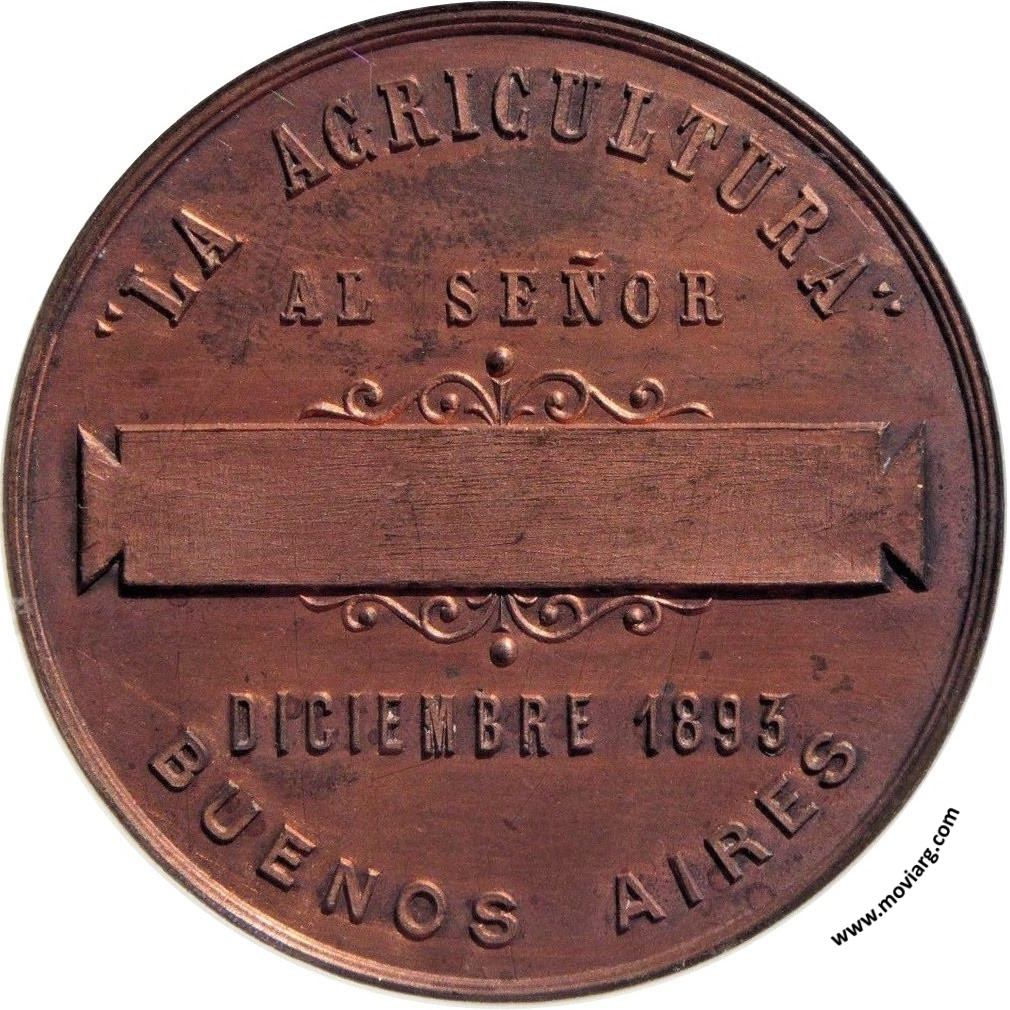 "LA AGRICULTURA"
AL SEÑOR
DICIEMBRE 1893
BUENOS AIRES
www.moviarg.com